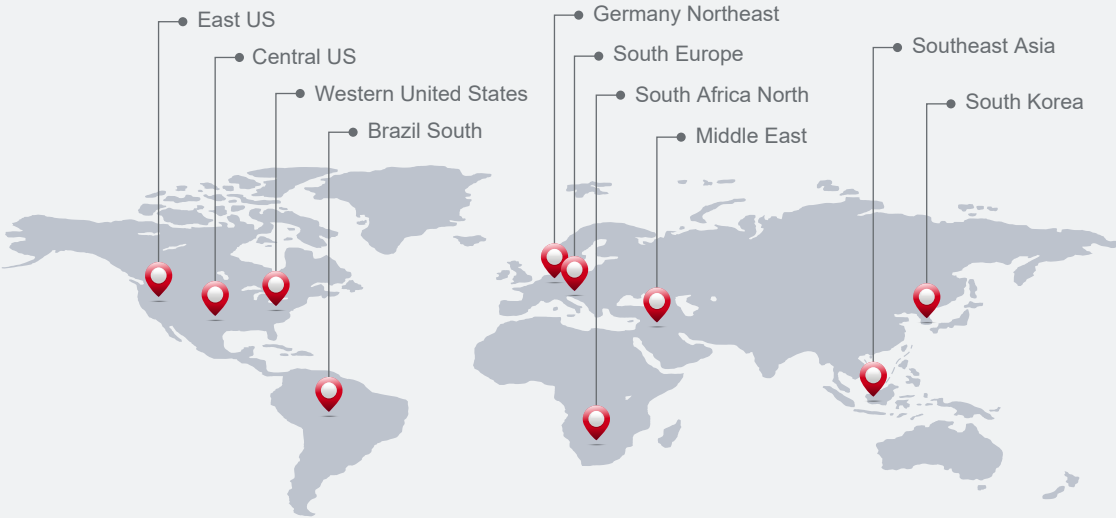 East US
Central US
Western United States
Brazil South
Germany Northeast
South Europe
South Africa North
Middle East
Southeast Asia
South Korea